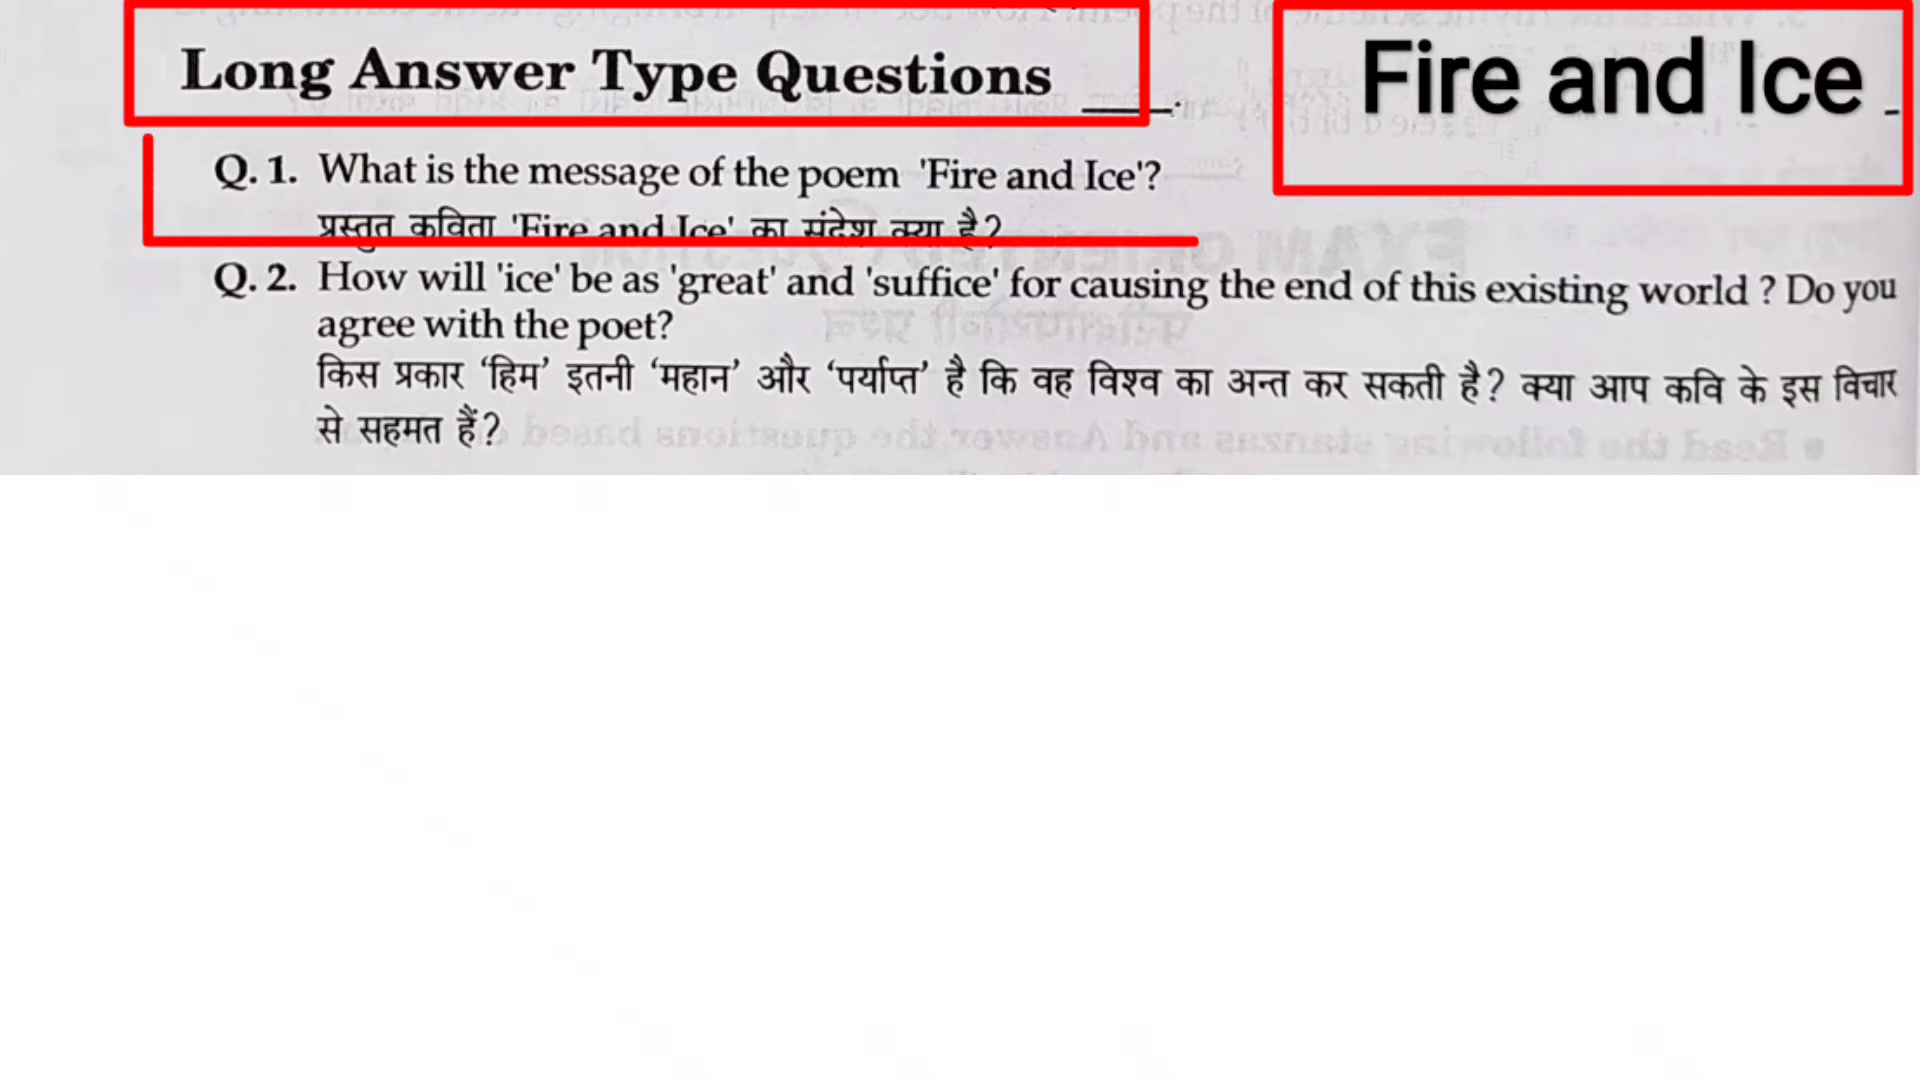 Long Answer Type Questions
Fire and Ice
Q. 1. What is the message of the poem 'Fire and Ice'?
प्रस्तुत कविता 'Fire and Ice' का संदेश क्या है?
Q. 2. How will 'ice' be as 'great' and 'suffice' for causing the end of this existing world ? Do you
agree with the poet?
किस प्रकार ‘हिम’ इतनी ‘महान’ और ‘पर्याप्त’ है कि वह विश्व का अन्त कर सकती है? क्या आप कवि के इस विचार
से सहमत हैं?